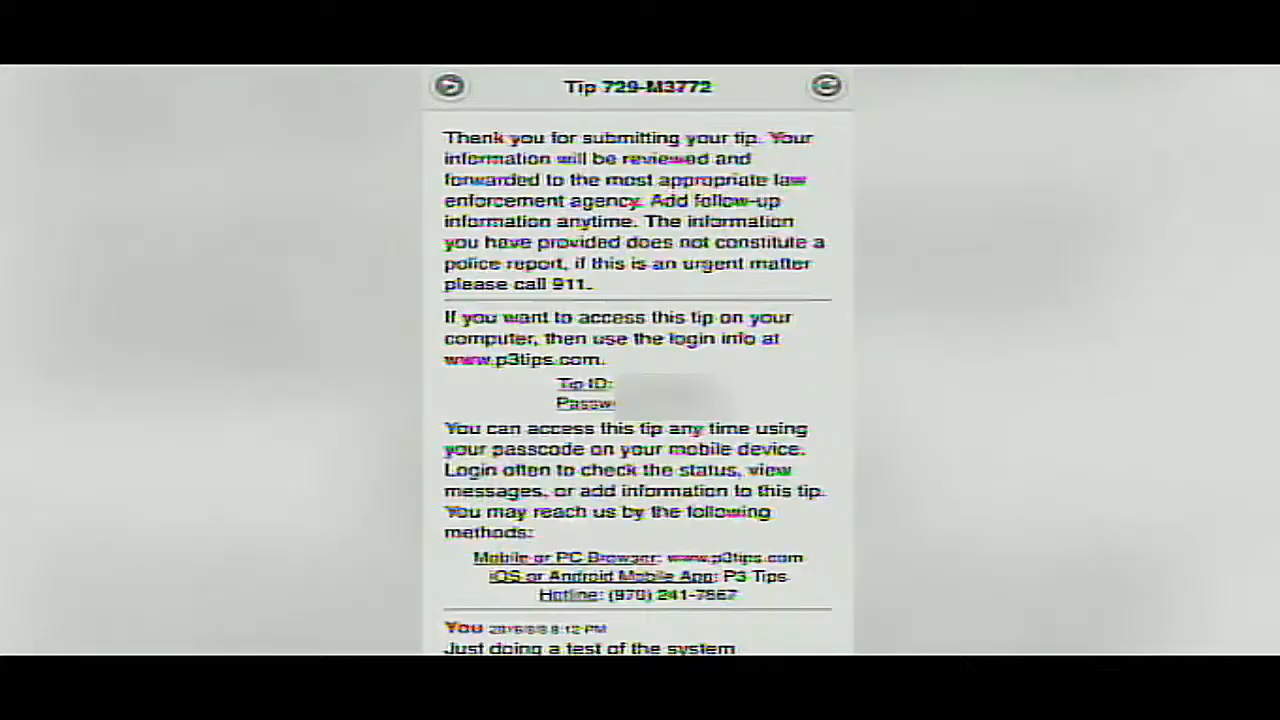 Tip 729-M3772
Thank you for submitting your tip. Your
information will be reviewed and
forwarded to the most appropriate law
enforcement agency. Add follow-up
information anytime. The information
you have provided does not constitute a
police report, if this is an urgent matter
please call 911.
If you want to access this tip on your
computer, then use the login info at
www.p3tips.com.
Tip ID:
Passw
You can access this tip any time using
your passcode on your mobile device.
Login often to check the status, view
messages, or add information to this tip.
You may reach us by the following
methods:
Mobile or PC Browser: www.p3tips.com
iOS or Android Mobile App: P3 Tips
Hotline: (970) 241-7867
You 8:12 PM
Just doing a test of the system